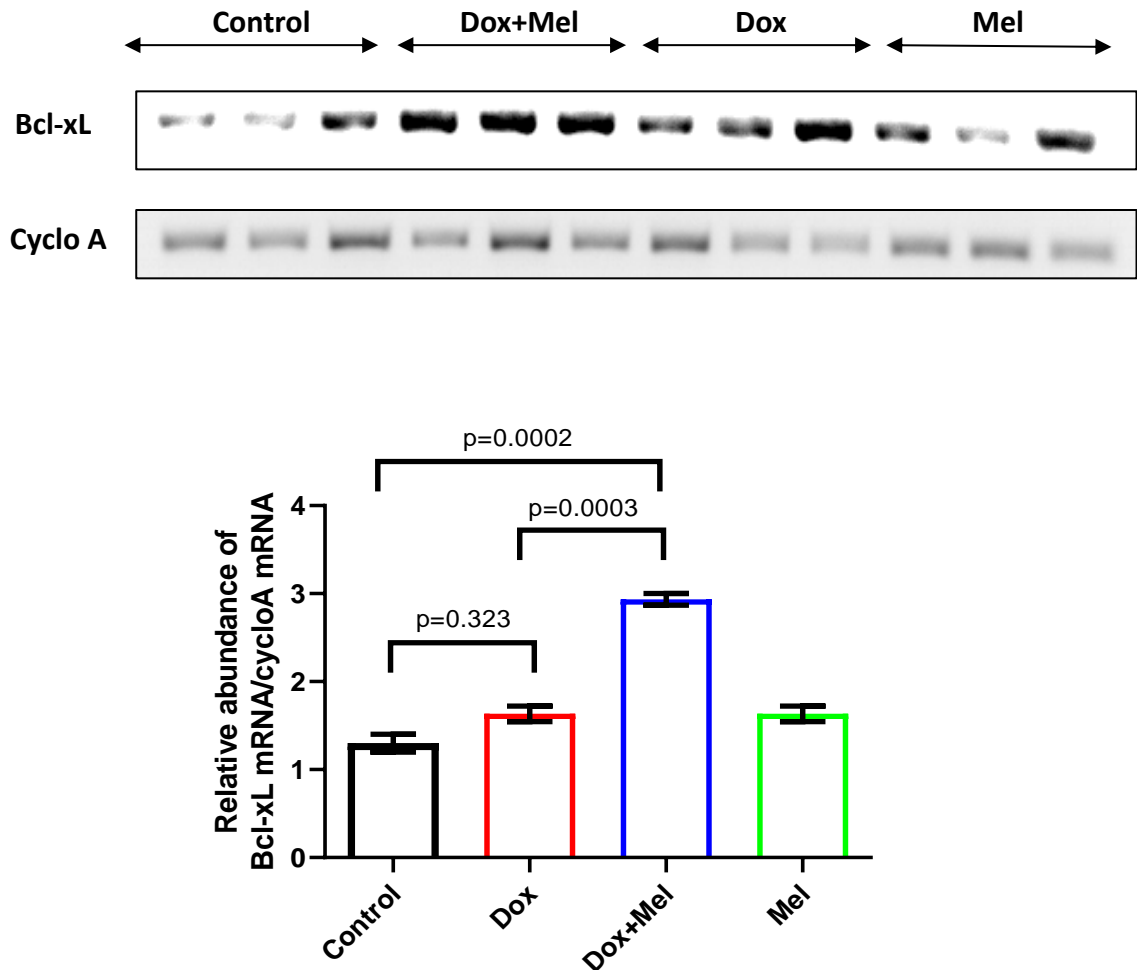 Control Dox+Mel Dox Mel
Bcl-xL
Cyclo A
p=0.0002
p=0.0003
p=0.323
Relative abundance of
Bcl-xL mRNA/cycloA mRNA
4
3
2
1
0
Control Dox Dox+Mel Mel